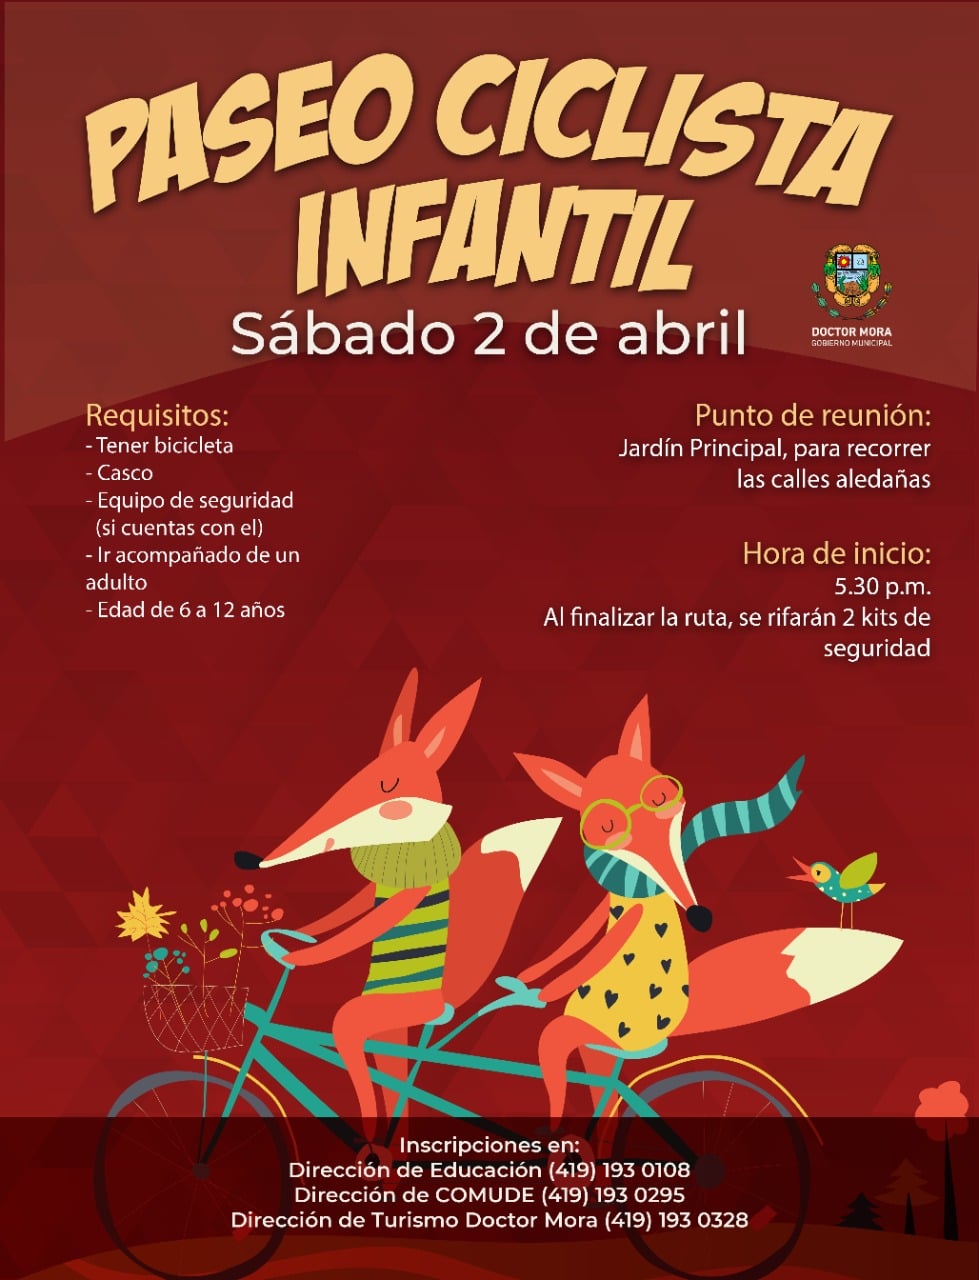 PASEO CICLISTA
INFANTIL
Sábado 2 de abril
DOCTOR MORA
GOBIERNO MUNICIPAL
Requisitos:
- Tener bicicleta
- Casco
- Equipo de seguridad
(si cuentas con el)
- Ir acompañado de un
adulto
- Edad de 6 a 12 años
Punto de reunión:
Jardín Principal, para recorrer
las calles aledañas
Hora de inicio:
5.30 p.m.
Al finalizar la ruta, se rifarán 2 kits de
seguridad
Inscripciones en:
Dirección de Educación (419) 193 0108
Dirección de COMUDE (419) 193 0295
Dirección de Turismo Doctor Mora (419) 193 0328